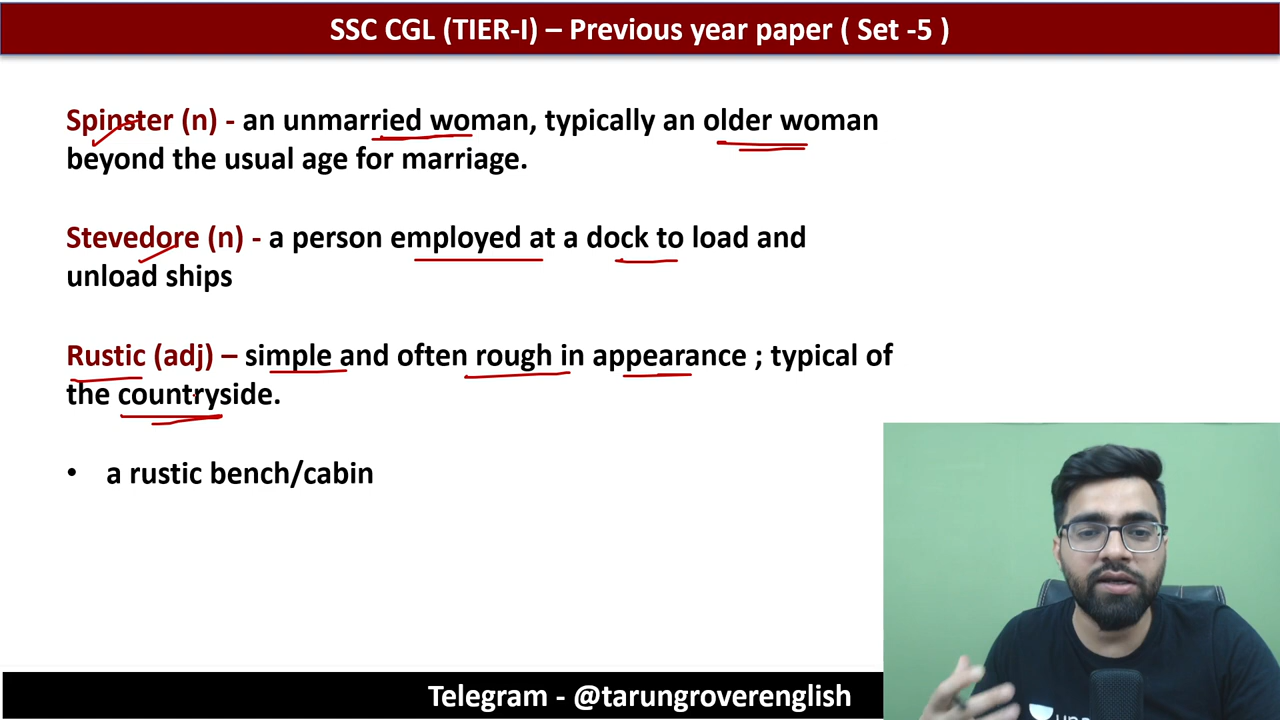 SSC CGL (TIER-I) – Previous year paper ( Set -5 )
Spinster (n) - an unmarried woman, typically an older woman
beyond the usual age for marriage.
Stevedore (n) - a person employed at a dock to load and
unload ships
Rustic (adj) – simple and often rough in appearance ; typical of
the countryside.
• a rustic bench/cabin
Telegram - @tarungroverenglish